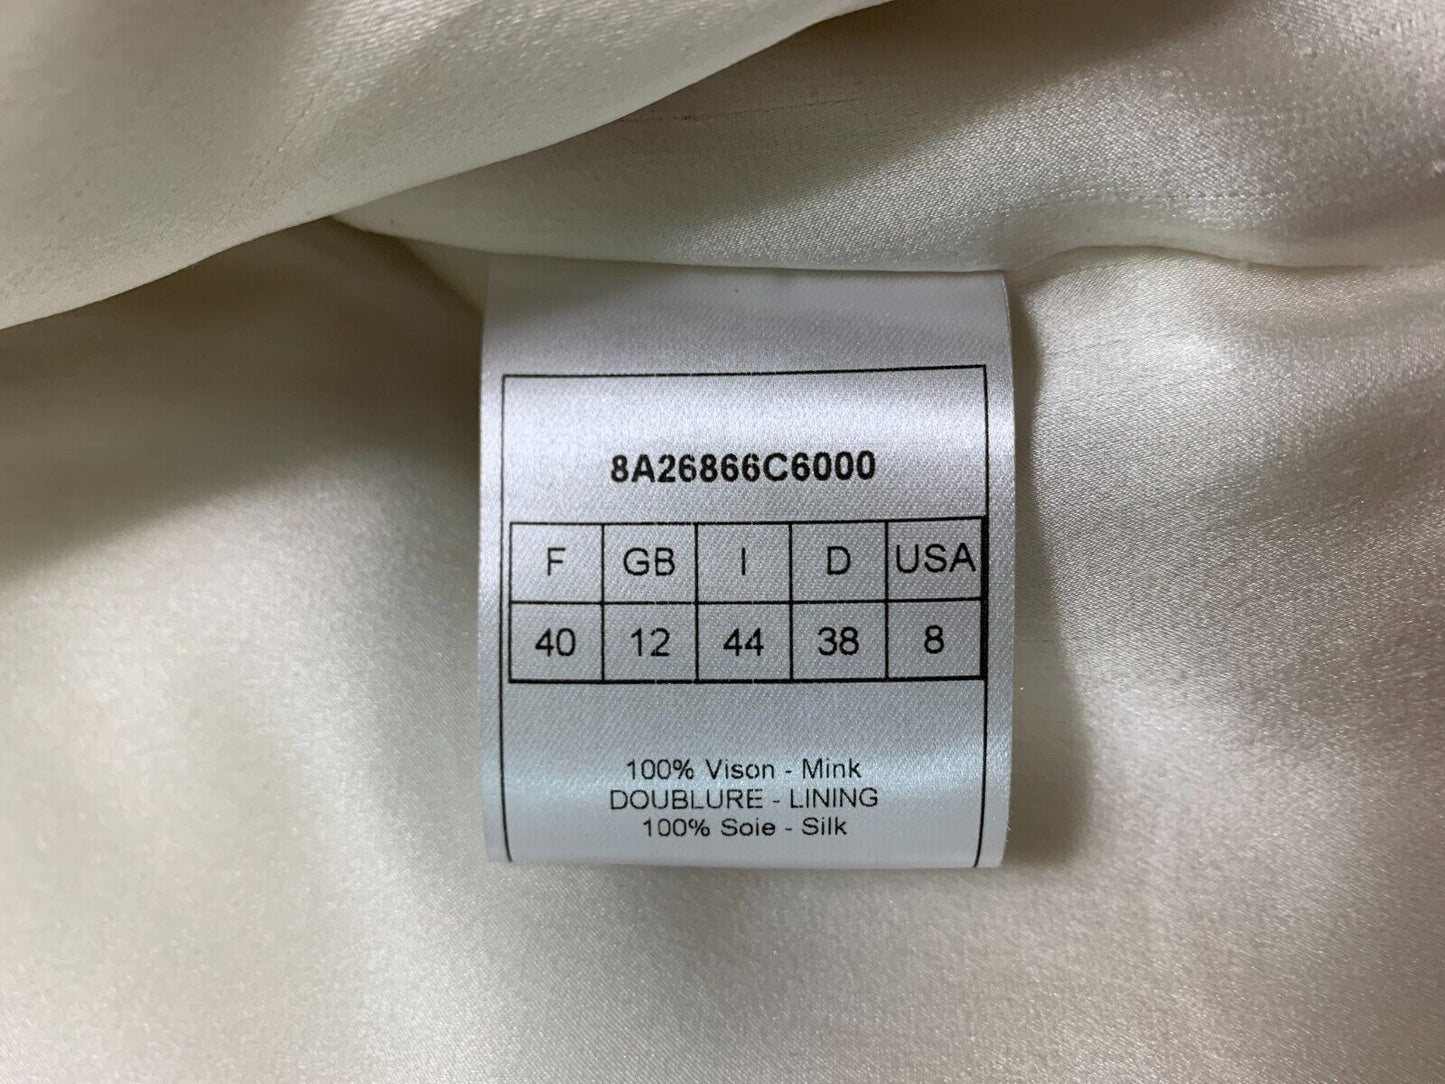 8A26866C6000
F GB I D USA
40 12 44 38 8
100% Vison - Mink
DOUBLURE - LINING
100% Soie - Silk